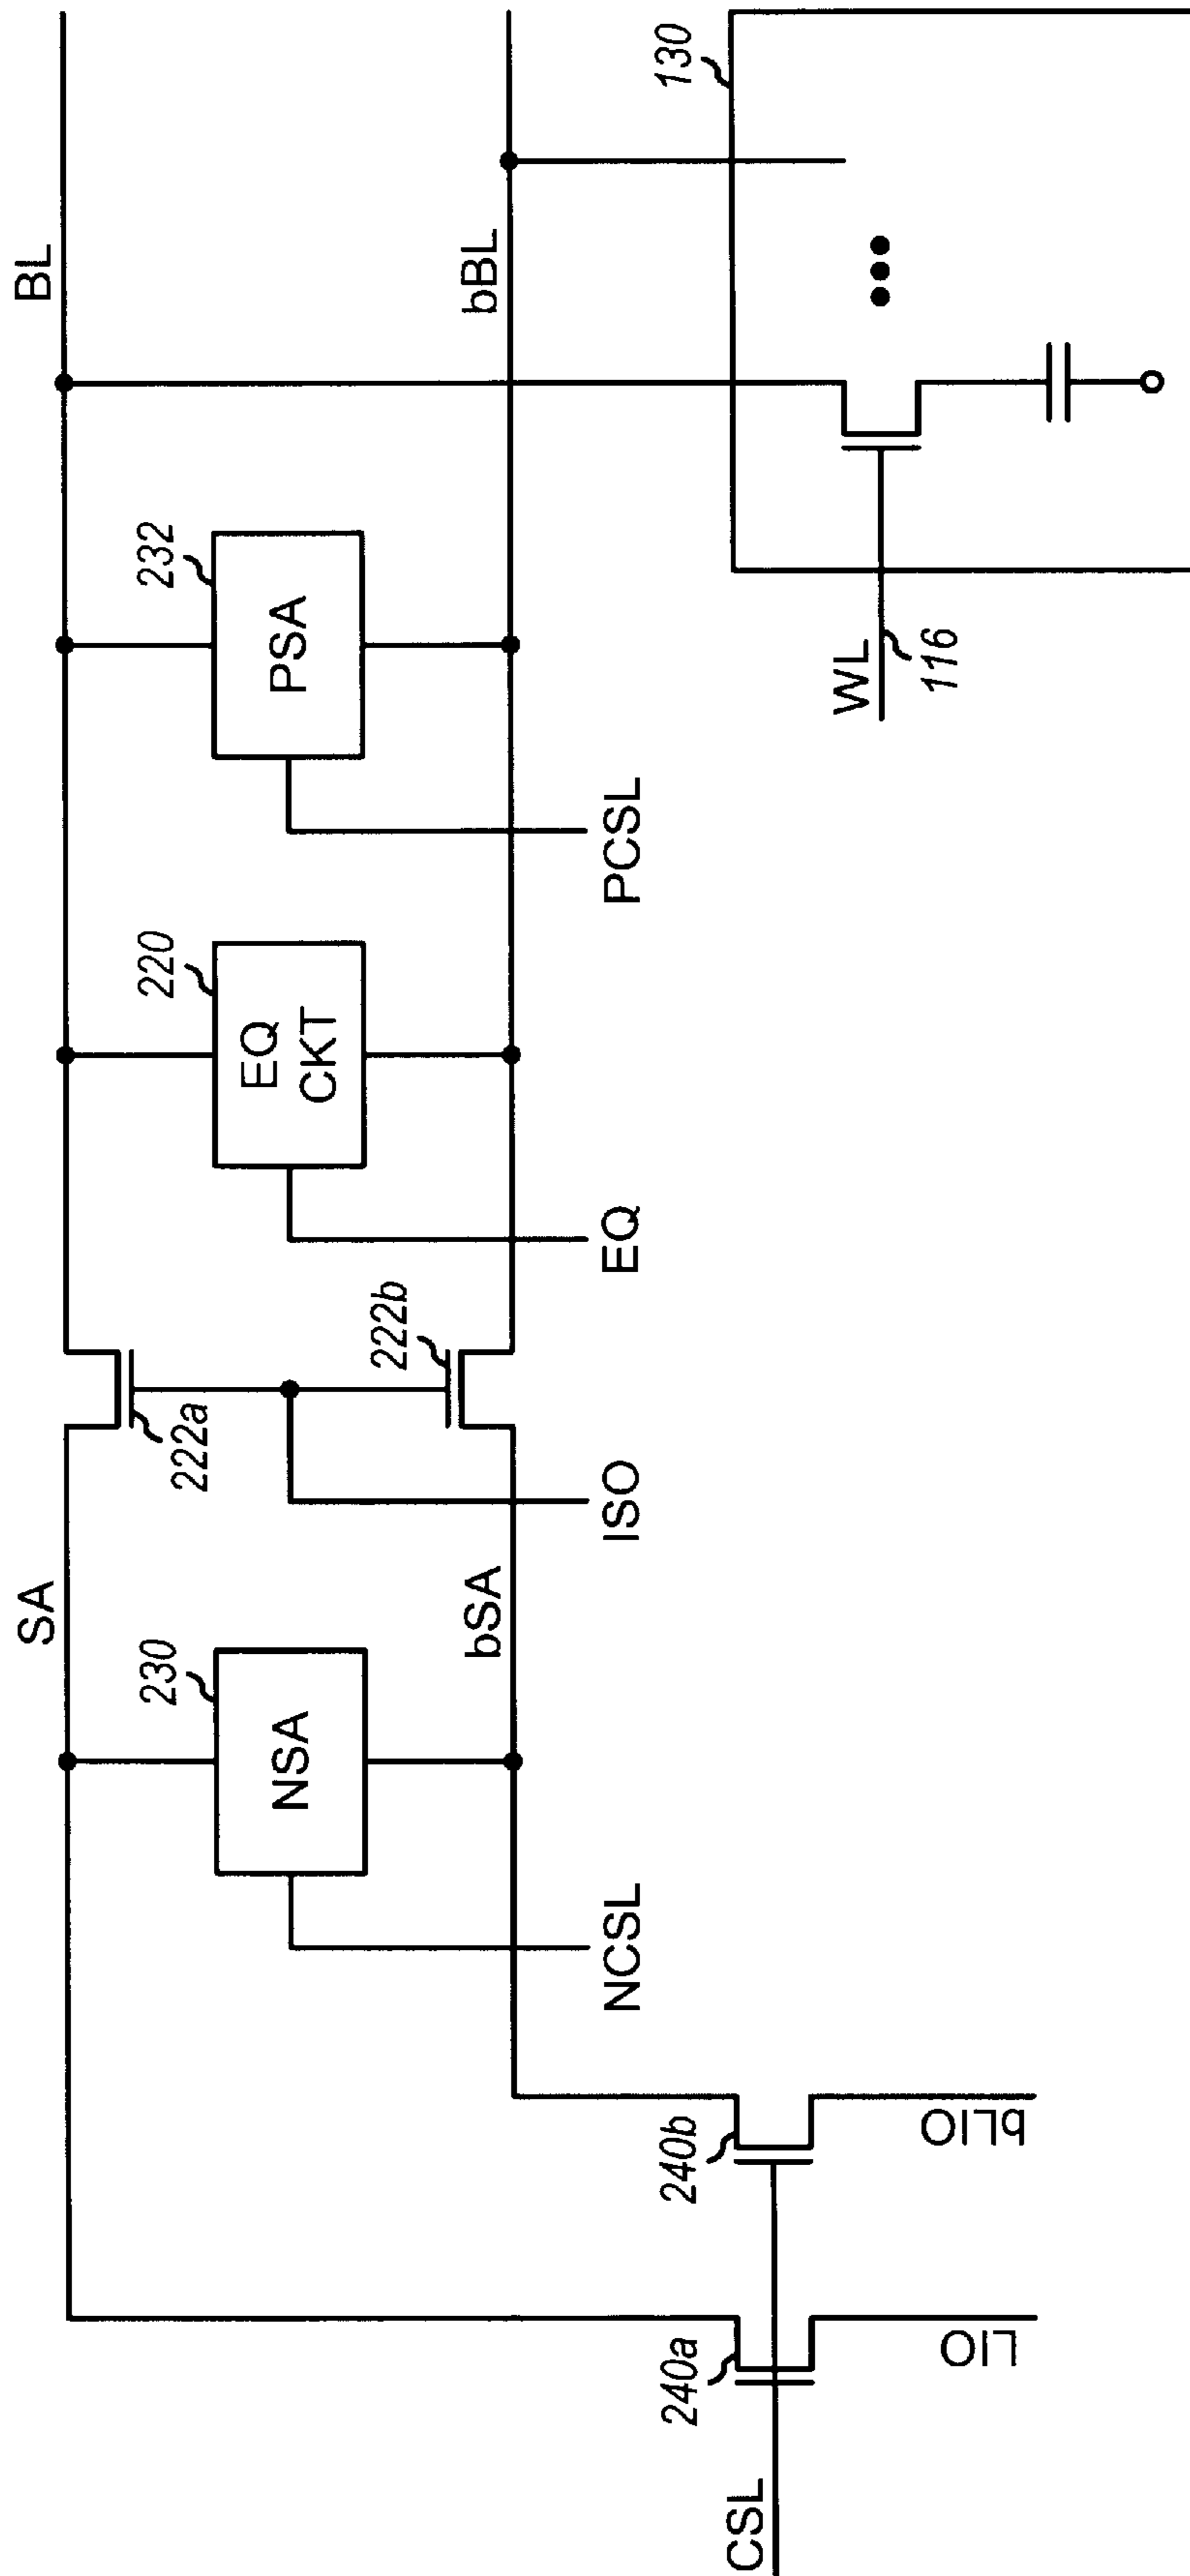 BL
bBL
130
232
PSA
PCSL
WL
116
220
EQ
CKT
EQ
222a
222b
ISO
SA
bSA
230
NSA
NCSL
240a
240b
LIO
bLIO
CSL